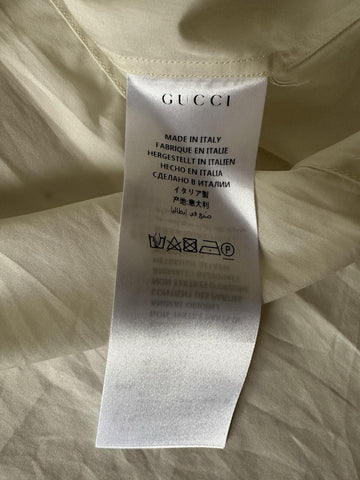 GUCCI
MADE IN ITALY
FABRIQUE EN ITALIE
HERGESTELLT IN ITALIEN
HECHO EN ITALIA
СДЕЛАНО В ИТАЛИИ
イタリア製
产地:意大利
صنع في إيطاليا
P